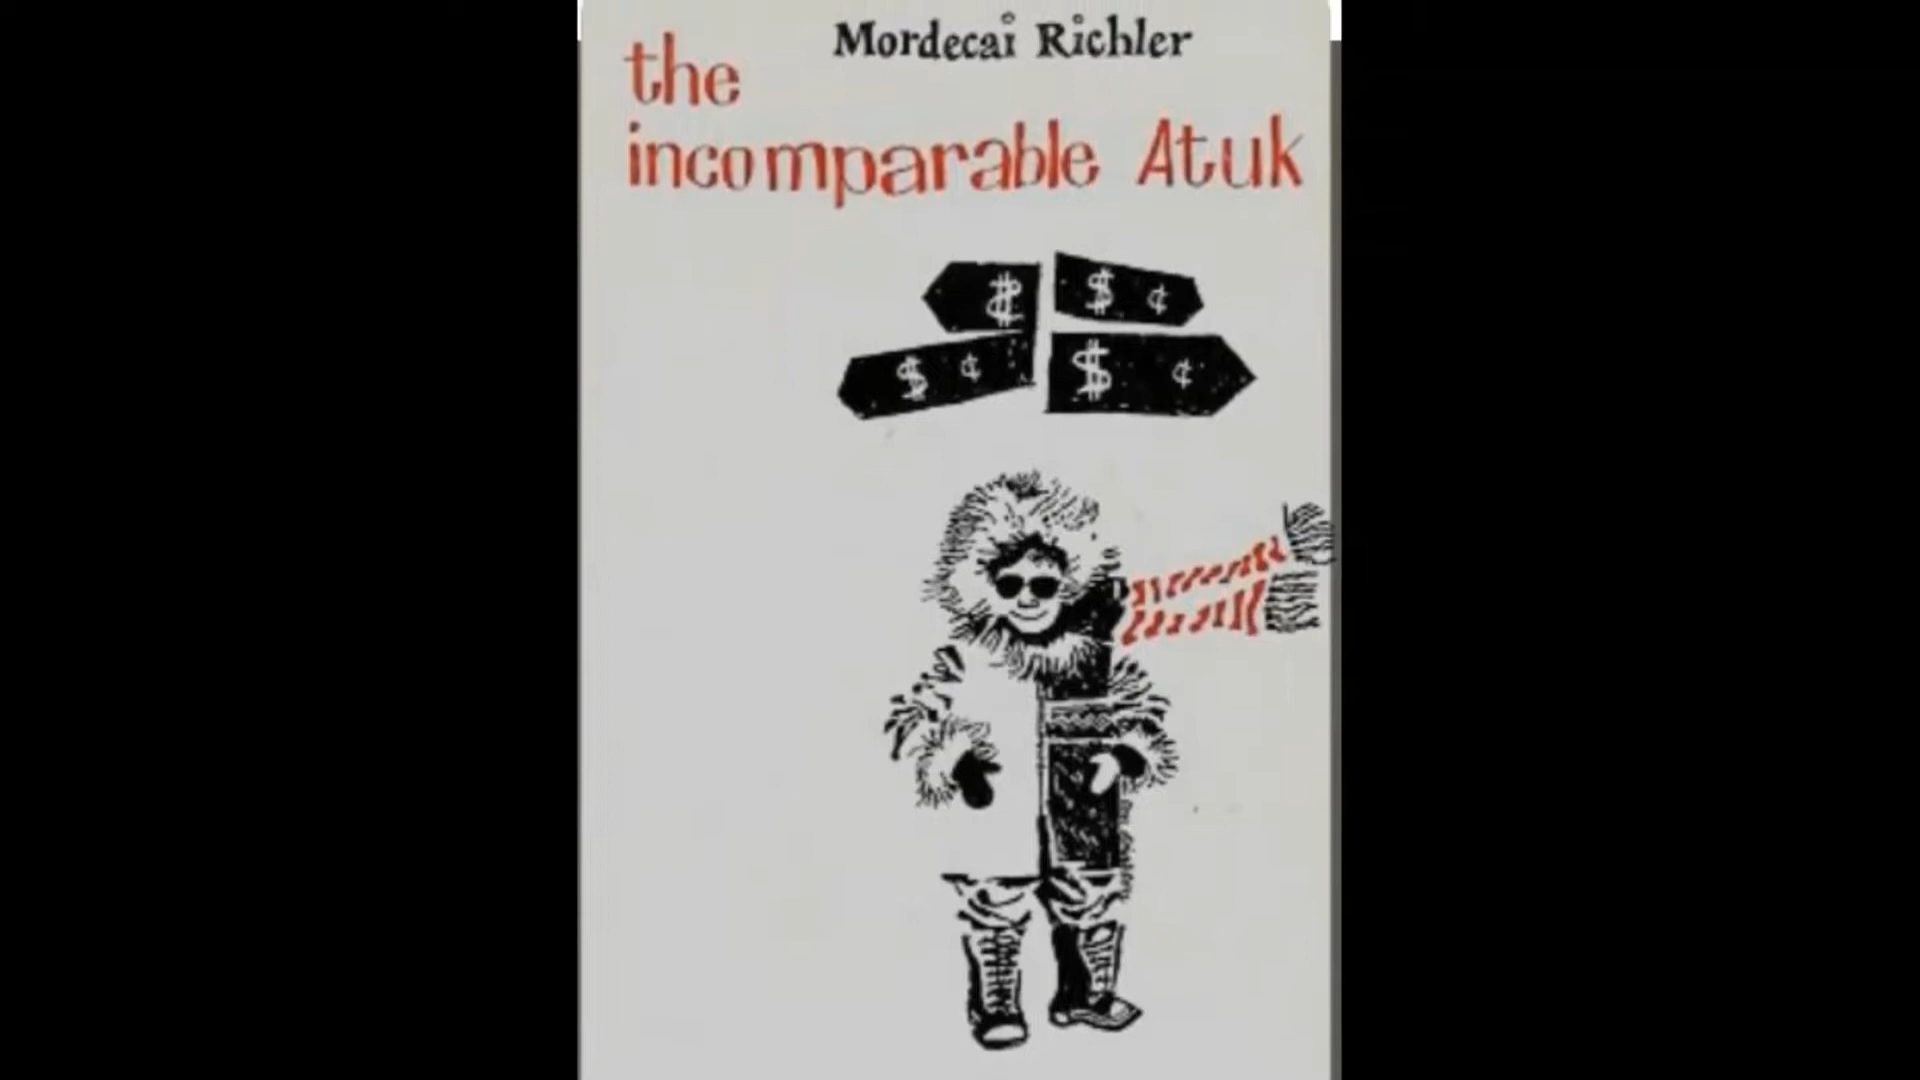 Mordecai Richler
the
incomparable Atuk
$ $ ¢
$ ¢ $ ¢